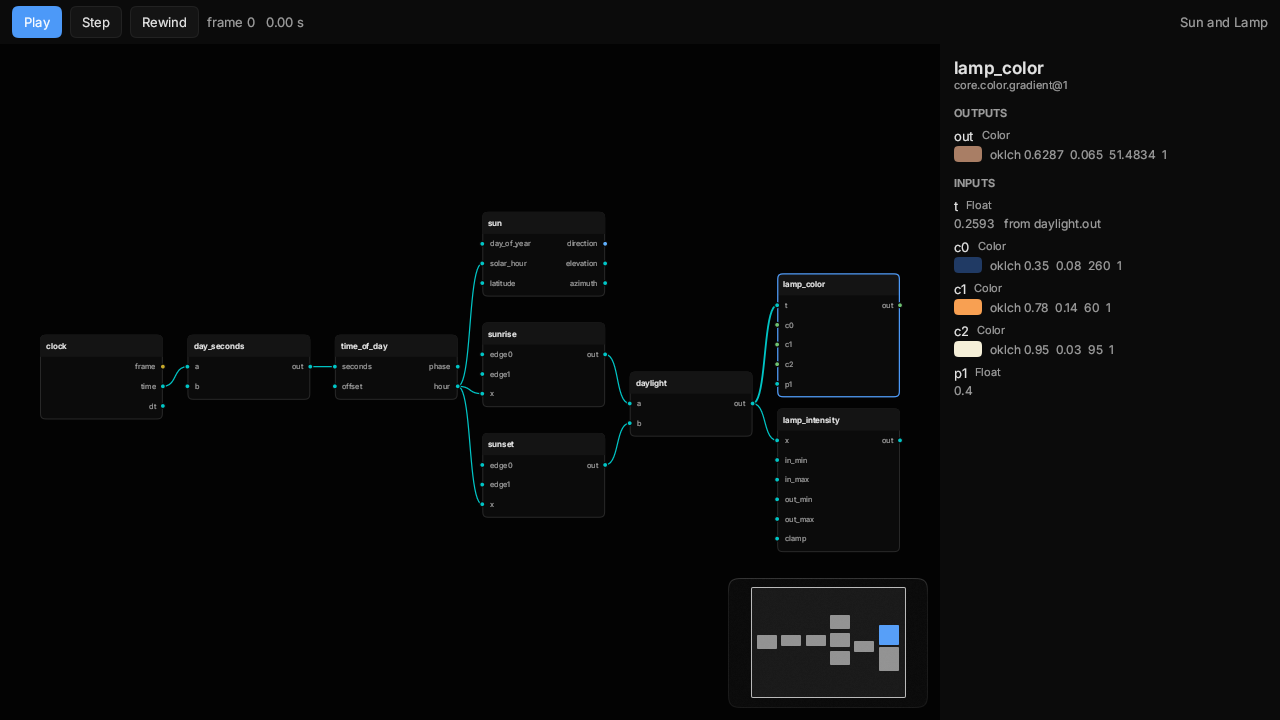 Play Step Rewind frame 0 0.00 s Sun and Lamp
lamp_color
core.color.gradient@1
OUTPUTS
out Color
oklch 0.6287 0.065 51.4834 1
INPUTS
t Float
0.2593 from daylight.out
c0 Color
oklch 0.35 0.08 260 1
c1 Color
oklch 0.78 0.14 60 1
c2 Color
oklch 0.95 0.03 95 1
p1 Float
0.4
clock
frame
time
dt
day_seconds
a out
b
time_of_day
seconds phase
offset hour
sun
day_of_year direction
solar_hour elevation
latitude azimuth
sunrise
edge0 out
edge1
x
sunset
edge0 out
edge1
x
daylight
a out
b
lamp_color
t out
c0
c1
c2
p1
lamp_intensity
x out
in_min
in_max
out_min
out_max
clamp